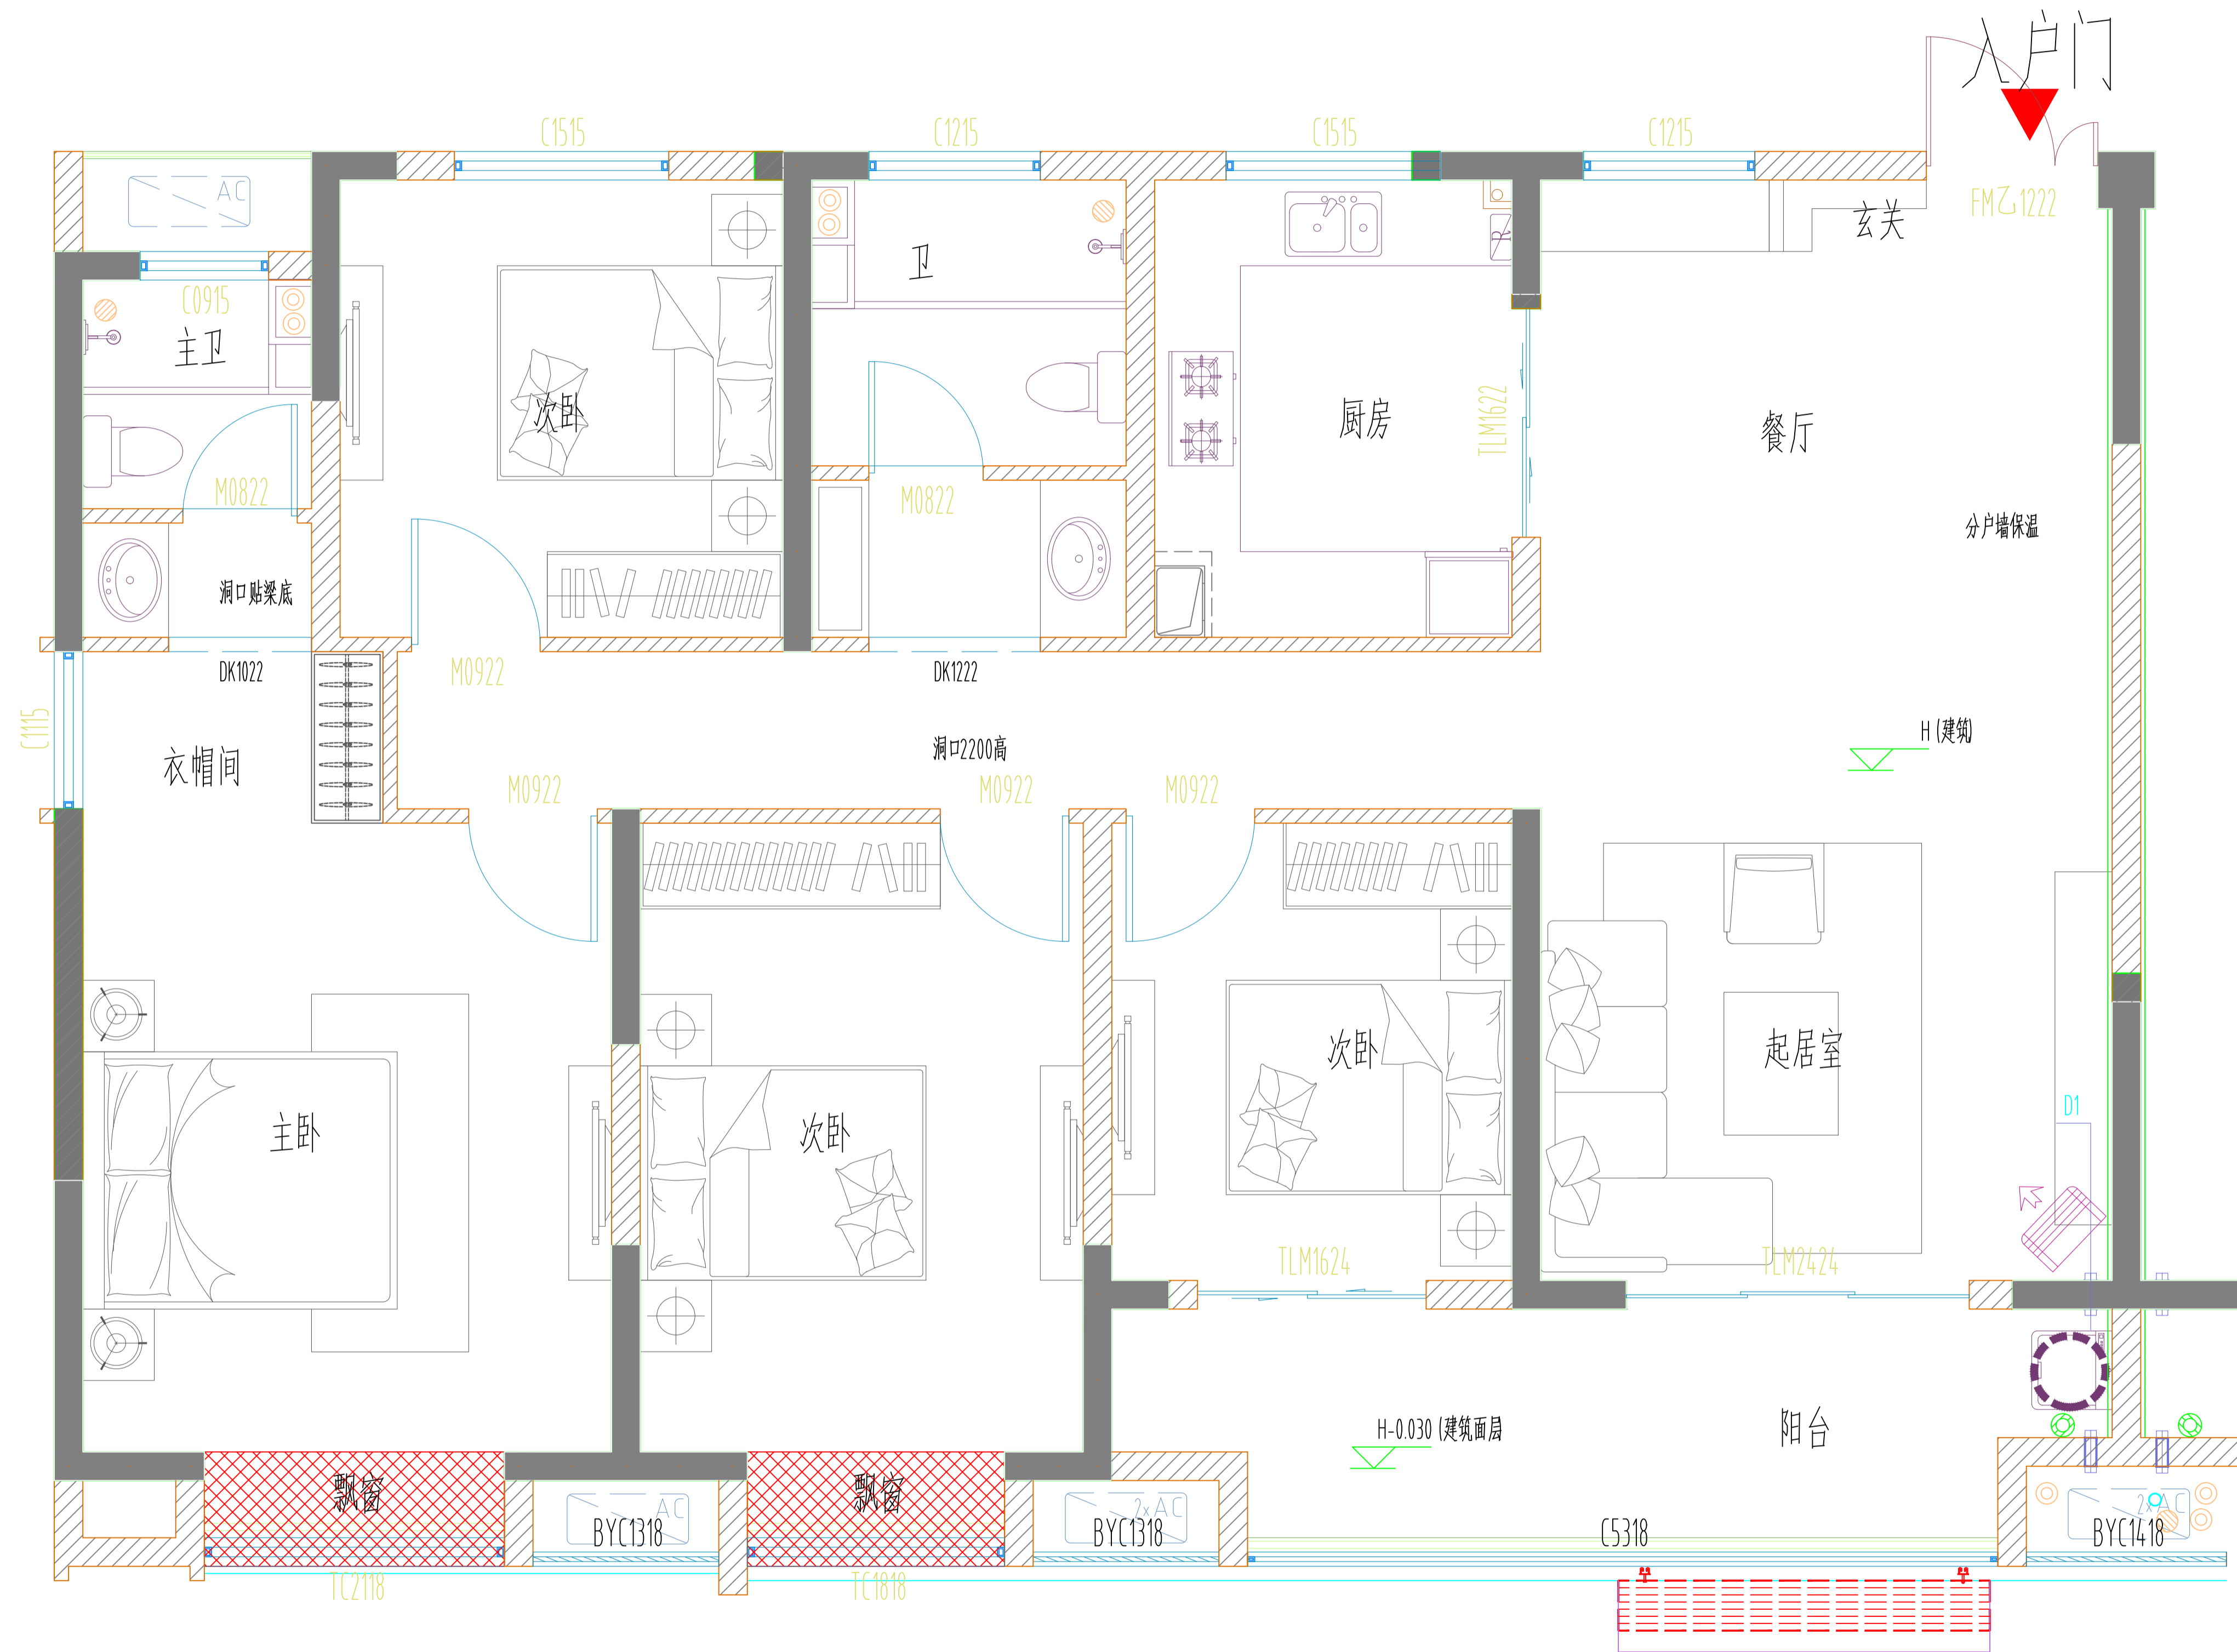 入户门
C1515
C1215
C1515
C1215
AC
FM乙1222
玄关
卫
C0915
主卫
次卧
厨房
TLM1622
餐厅
M0822
M0822
分户墙保温
洞口贴梁底
DK1022
M0922
DK1222
C1115
衣帽间
洞口2200高
H(建筑)
M0922
M0922
M0922
主卧
次卧
次卧
起居室
D1
TLM1624
TLM2424
H-0.030(建筑面层)
阳台
飘窗
AC
BYC1318
飘窗
2xAC
BYC1318
C5318
2xAC
BYC1418
TC2118
TC1818